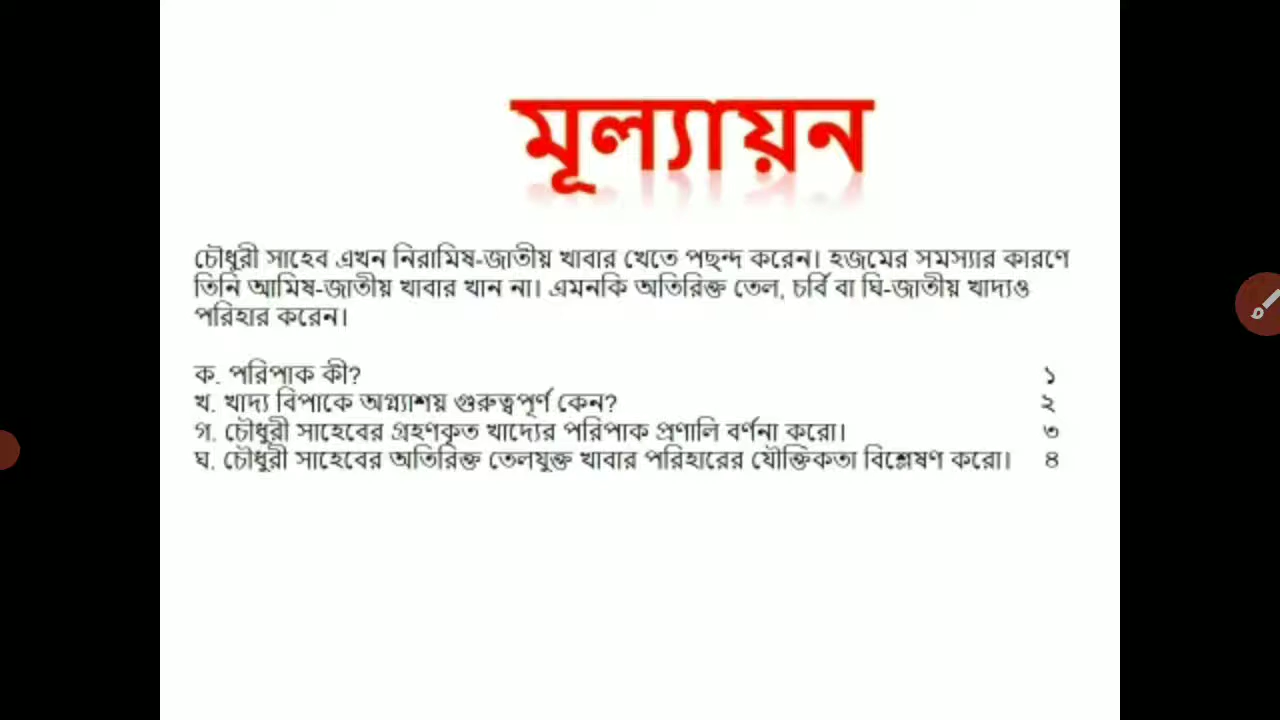 মূল্যায়ন
চৌধুরী সাহেব এখন নিরামিষ-জাতীয় খাবার খেতে পছন্দ করেন। হজমের সমস্যার কারণে
তিনি আমিষ-জাতীয় খাবার খান না। এমনকি অতিরিক্ত তেল, চর্বি বা ঘি-জাতীয় খাদ্যও
পরিহার করেন।
ক. পরিপাক কী? ১
খ. খাদ্য বিপাকে অগ্ন্যাশয় গুরুত্বপূর্ণ কেন? ২
গ. চৌধুরী সাহেবের গ্রহণকৃত খাদ্যের পরিপাক প্রণালি বর্ণনা করো। ৩
ঘ. চৌধুরী সাহেবের অতিরিক্ত তেলযুক্ত খাবার পরিহারের যৌক্তিকতা বিশ্লেষণ করো। ৪